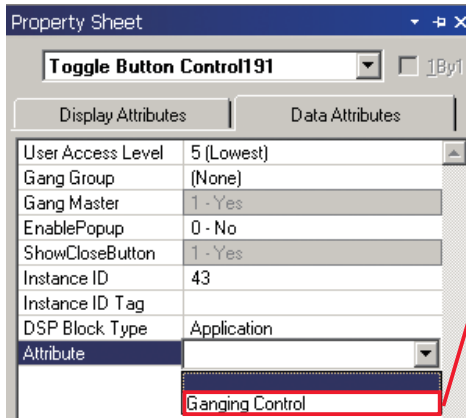 Property Sheet
Toggle Button Control191
1By1
Display Attributes
Data Attributes
User Access Level 5 (Lowest)
Gang Group (None)
Gang Master 1 - Yes
EnablePopup 0 - No
ShowCloseButton 1 - Yes
Instance ID 43
Instance ID Tag
DSP Block Type Application
Attribute
Ganging Control